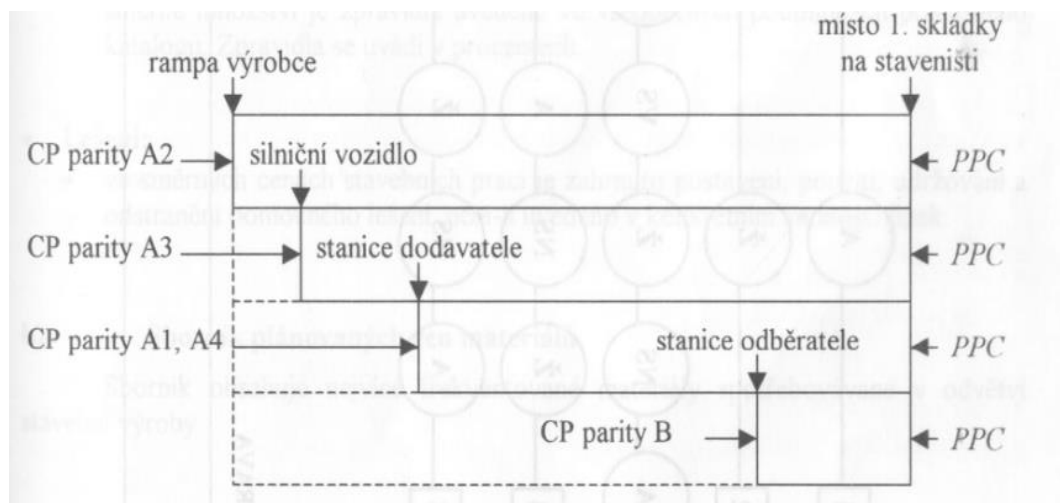 místo 1. skládky
rampa výrobce
na staveništi
CP parity A2
silniční vozidlo
PPC
CP parity A3
stanice dodávatele
PPC
CP parity A1, A4
stanice odběratele
PPC
CP parity B
PPC